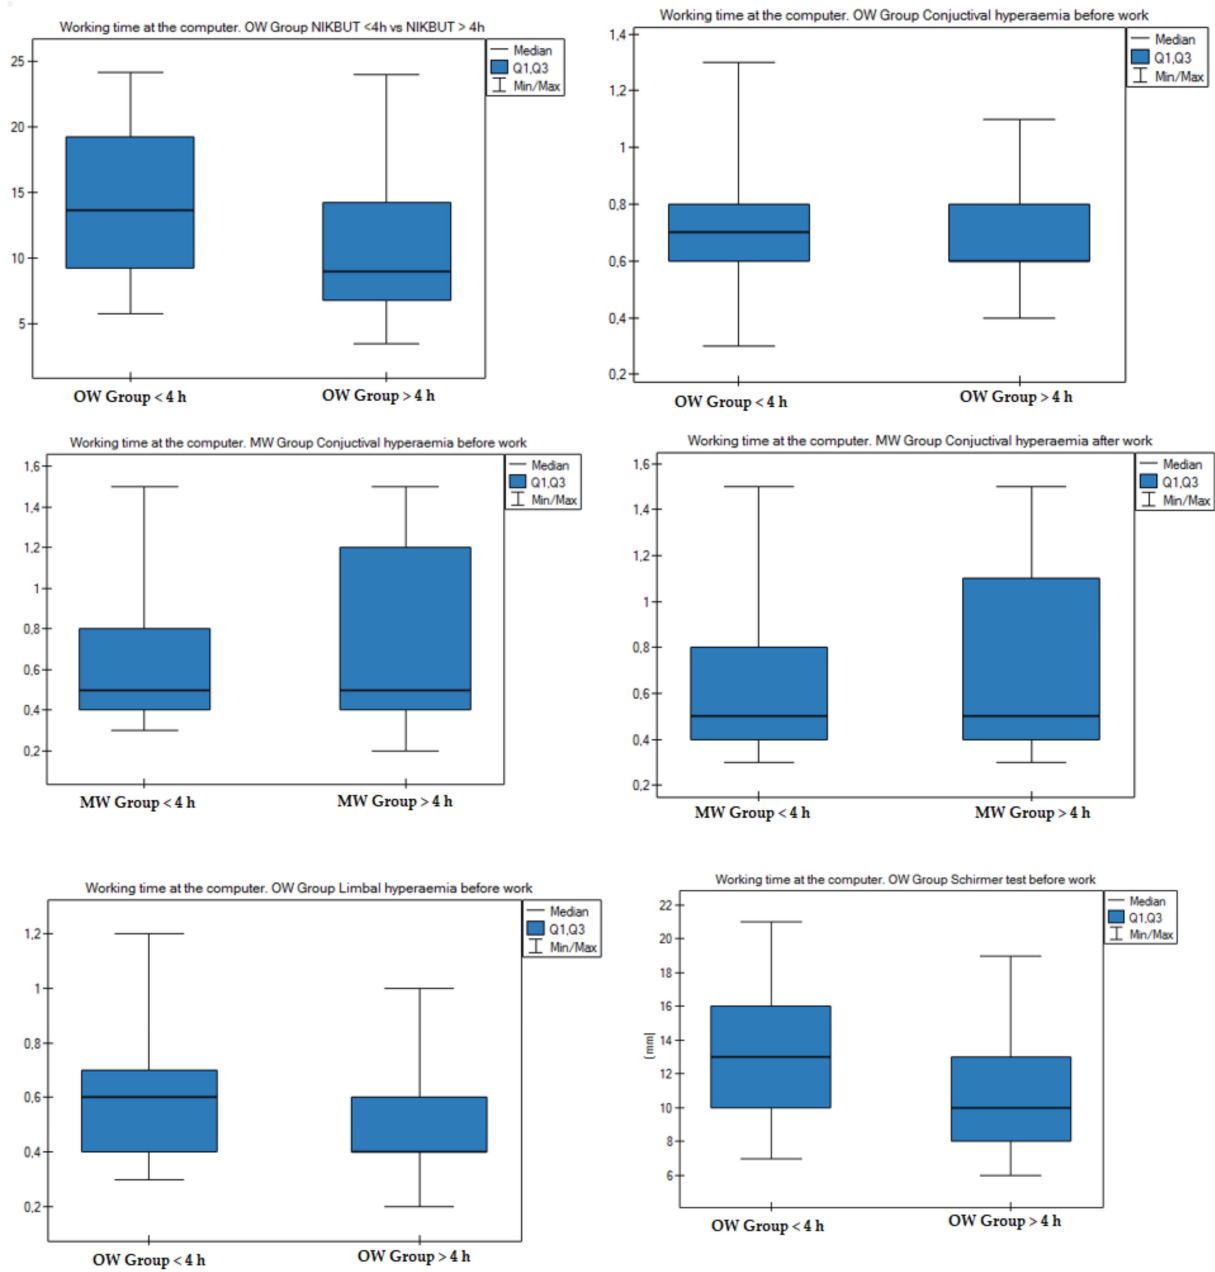 Working time at the computer. OW Group NIKBUT <4h vs NIKBUT > 4h
Median
Q1,Q3
Min/Max
25
20
15
10
5
OW Group < 4 h
OW Group > 4 h
Working time at the computer. OW Group Conjuctival hyperaemia before work
Median
Q1,Q3
Min/Max
1,4
1,2
1
0,8
0,6
0,4
0,2
OW Group < 4 h
OW Group > 4 h
Working time at the computer. MW Group Conjuctival hyperaemia before work
Median
Q1,Q3
Min/Max
1,6
1,4
1,2
1
0,8
0,6
0,4
0,2
MW Group < 4 h
MW Group > 4 h
Working time at the computer. MW Group Conjuctival hyperaemia after work
Median
Q1,Q3
Min/Max
1,6
1,4
1,2
1
0,8
0,6
0,4
0,2
MW Group < 4 h
MW Group > 4 h
Working time at the computer. OW Group Limbal hyperaemia before work
Median
Q1,Q3
Min/Max
1,2
1
0,8
0,6
0,4
0,2
OW Group < 4 h
OW Group > 4 h
Working time at the computer. OW Group Schirmer test before work
Median
Q1,Q3
Min/Max
22
20
18
16
14
12
10
8
6
[mm]
OW Group < 4 h
OW Group > 4 h